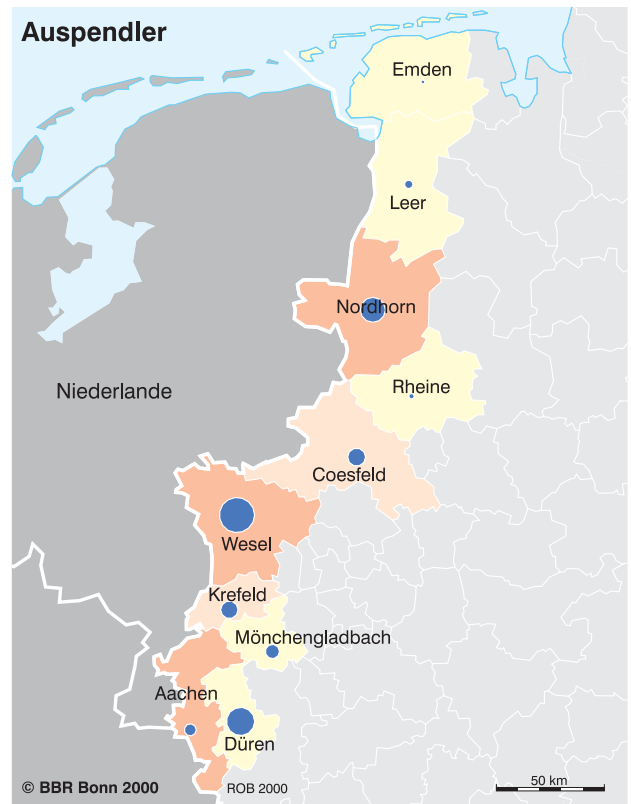 Auspendler
Emden
Leer
Nordhorn
Niederlande
Rheine
Coesfeld
Wesel
Krefeld
Mönchengladbach
Aachen
Düren
50 km
© BBR Bonn 2000
ROB 2000